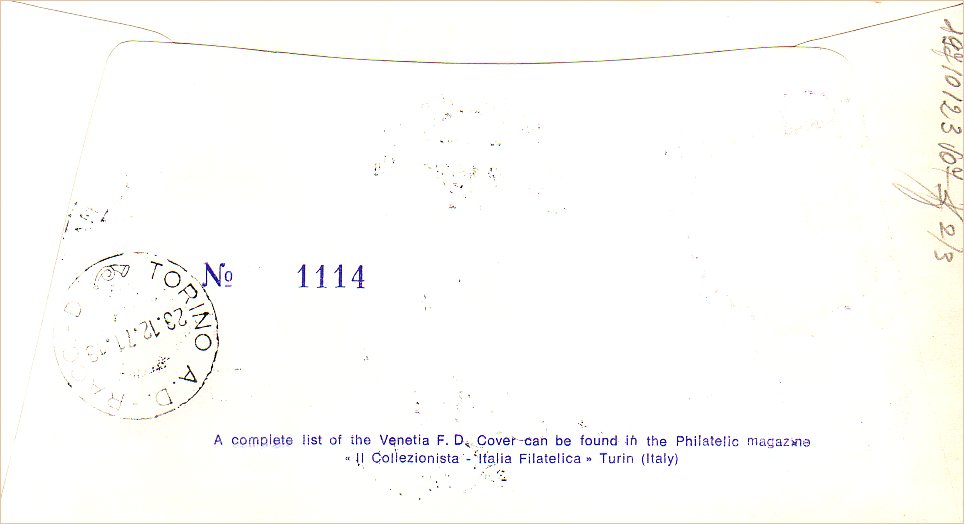 № 1114
TORINO A.D.
23.12.71
A complete list of the Venetia F. D. Cover can be found in the Philatelic magazine
« Il Collezionista - Italia Filatelica » Turin (Italy)